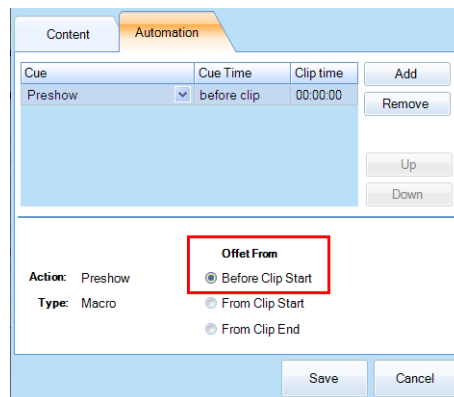 Content Automation
Cue Cue Time Clip time Add
Preshow before clip 00:00:00 Remove
Up
Down
Offet From
Action: Preshow Before Clip Start
Type: Macro From Clip Start
From Clip End
Save Cancel